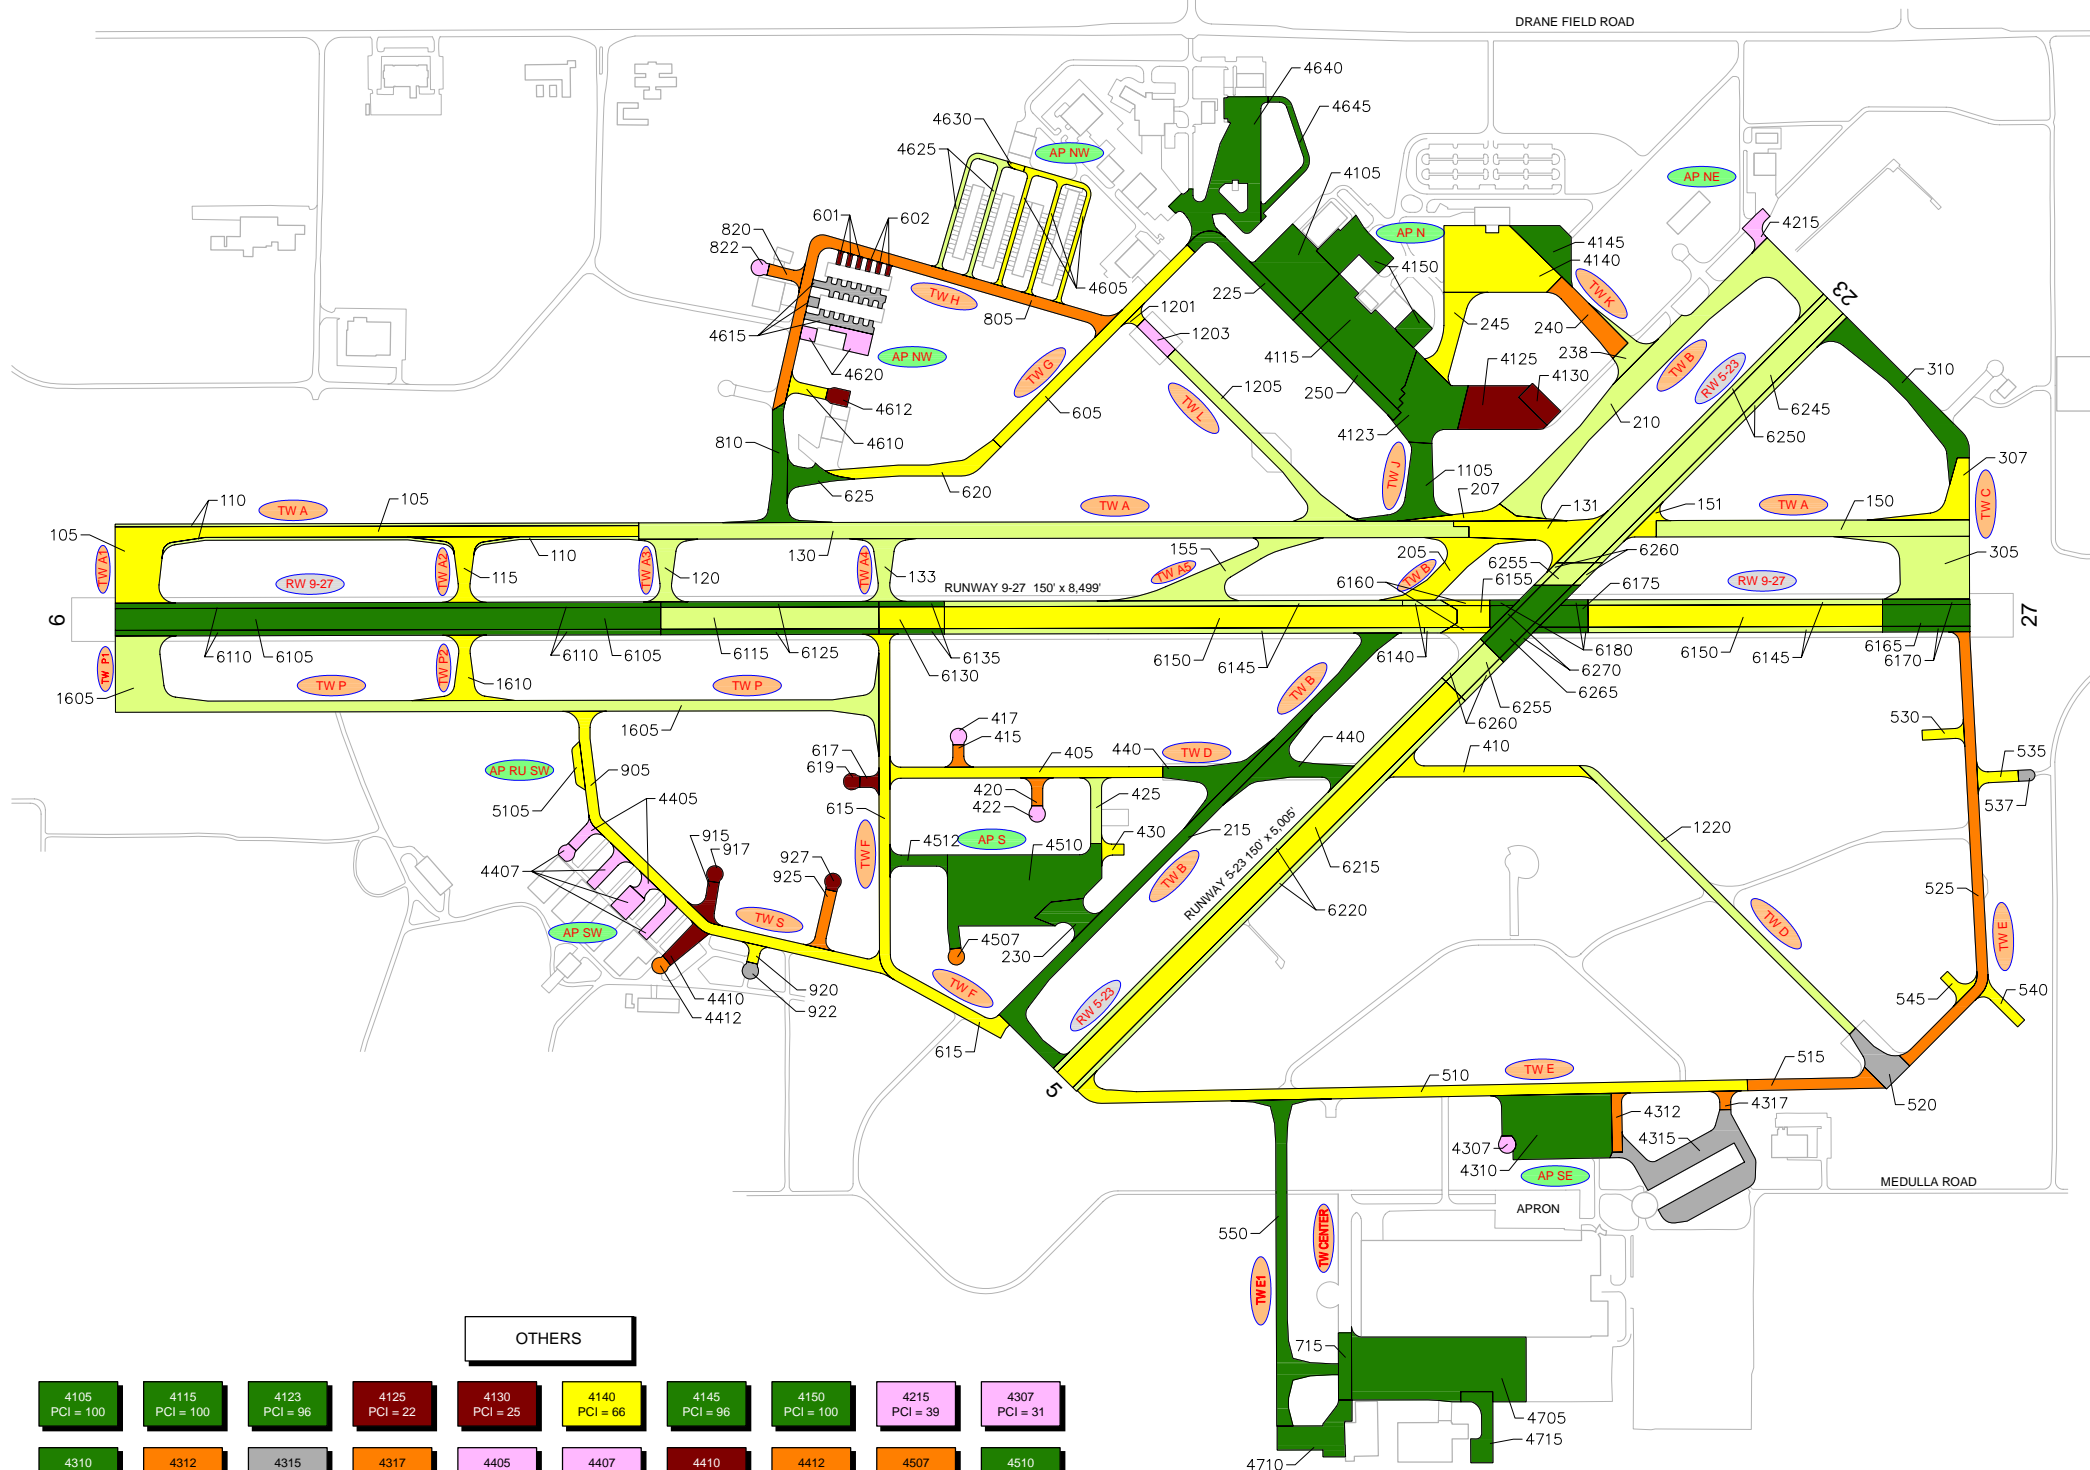 DRANE FIELD ROAD
4640
4645
4630
4625
AP NW
4105
AP NE
4215
601
602
820
822
AP N
4145
4140
4150
TW K
23
TW H
805
4605
225
1201
1203
245
240
238
4615
4620
AP NW
TW G
4115
250
4125
4130
TW B
RW 5-23
310
6245
6250
210
4612
4610
605
TW L
1205
4123
810
625
620
TW J
1105
207
307
110
TW A
105
TW A
131
151
TW A
150
TW C
105
110
130
155
205
6255
6260
TW A1
RW 9-27
TW A2
115
TW A3
120
TW A4
133
TW A5
RUNWAY 9-27 150' x 8,499'
6160
TW B
6155
6175
RW 9-27
305
9
27
6110
6105
6110
6105
6115
6125
6130
6135
6150
6145
6140
6180
6270
6265
6150
6145
6165
6170
TW P1
1605
TW P
TW P2
1610
TW P
1605
TW B
6255
6260
417
415
405
440
TW D
440
410
530
535
537
617
619
AP RU SW
905
5105
4405
615
420
422
425
430
215
1220
915
917
927
925
TW F
4512
AP S
4510
TW B
RUNWAY 5-23 150' x 5,005'
6215
6220
525
4407
AP SW
TW S
4507
230
TW D
TW E
4410
4412
920
922
TW F
RW 5-23
615
545
540
5
510
TW E
515
520
4312
4317
4315
4307
4310
AP SE
MEDULLA ROAD
APRON
550
TW CENTER
TW E1
715
4705
4715
4710
OTHERS
4105
PCI = 100
4115
PCI = 100
4123
PCI = 96
4125
PCI = 22
4130
PCI = 25
4140
PCI = 66
4145
PCI = 96
4150
PCI = 100
4215
PCI = 39
4307
PCI = 31
4310
4312
4315
4317
4405
4407
4410
4412
4507
4510